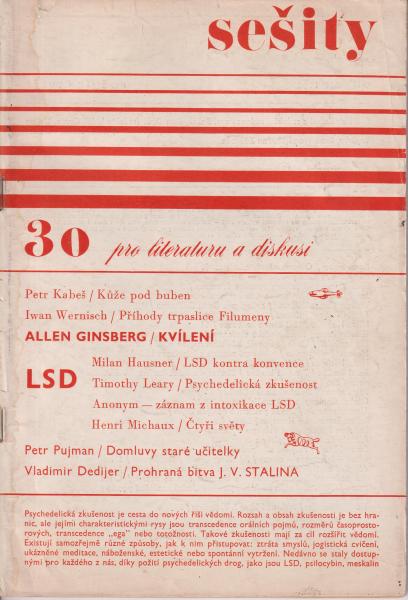 sešity
30 pro literaturu a diskusi
Petr Kabeš / Kůže pod buben
Iwan Wernisch / Příhody trpaslice Filumeny
ALLEN GINSBERG / KVÍLENÍ
LSD
Milan Hausner / LSD kontra konvence
Timothy Leary / Psychedelická zkušenost
Anonym — záznam z intoxikace LSD
Henri Michaux / Čtyři světy
Petr Pujman / Domluvy staré učitelky
Vladimir Dedijer / Prohraná bitva J. V. STALINA
Psychedelická zkušenost je cesta do nových říší vědomí. Rozsah a obsah zkušenosti je bez hra-
nic, ale jejími charakteristickými rysy jsou transcedence orálních pojmů, rozměrů časoprosto-
rových, transcedence „ega" nebo totožnosti. Takové zkušenosti mají za cíl rozšířit vědomí.
Existují samozřejmě různé způsoby, jak k nim přistupovat: ztráta smyslů, jogistická cvičení,
ukázněné meditace, náboženské, estetické nebo spontánní vytržení. Nedávno se staly dostup-
nými pro každého z nás, díky požití psychedelických drog, jako jsou LSD, psilocybin, meskalin